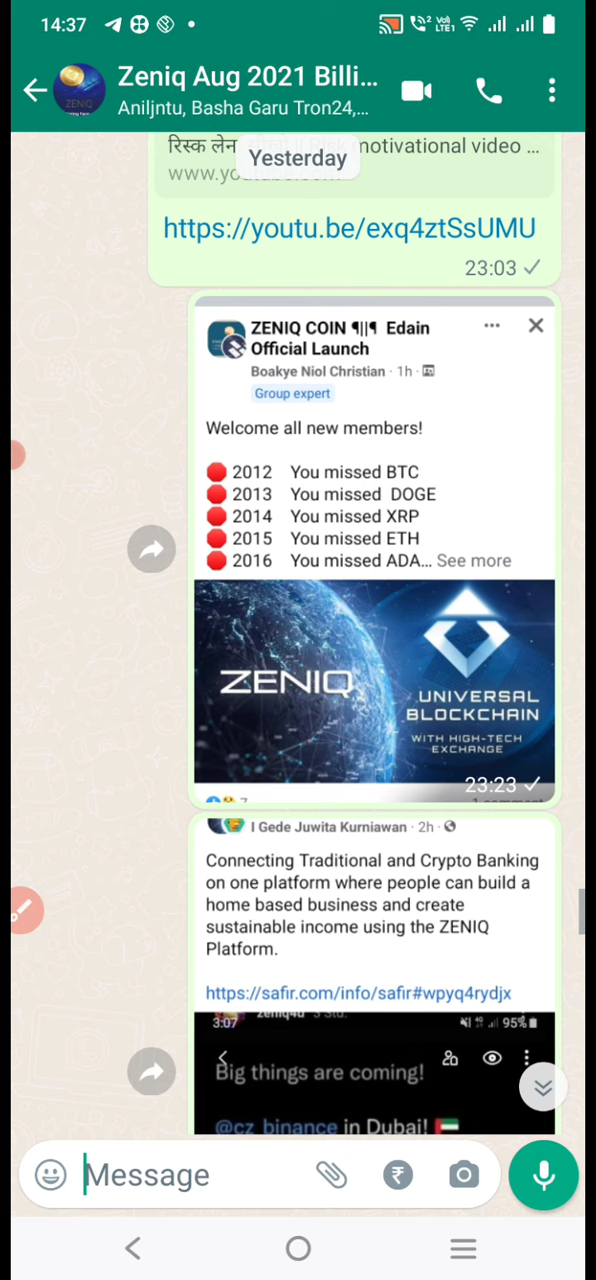 14:37
Zeniq Aug 2021 Billi...
Aniljntu, Basha Garu Tron24,...
ZENIQ
Yesterday
रिस्क लेन
motivational video ...
www.yo
https://youtu.be/exq4ztSsUMU
23:03
ZENIQ COIN ¶||¶ Edain
Official Launch
Boakye Niol Christian · 1h ·
Group expert
Welcome all new members!
2012 You missed BTC
2013 You missed DOGE
2014 You missed XRP
2015 You missed ETH
2016 You missed ADA... See more
ZENIQ
UNIVERSAL
BLOCKCHAIN
WITH HIGH-TECH
EXCHANGE
23:23
I Gede Juwita Kurniawan · 2h ·
Connecting Traditional and Crypto Banking
on one platform where people can build a
home based business and create
sustainable income using the ZENIQ
Platform.
https://safir.com/info/safir#wpyq4rydjx
3:07
95%
Big things are coming!
@cz_binance in Dubai!
Message